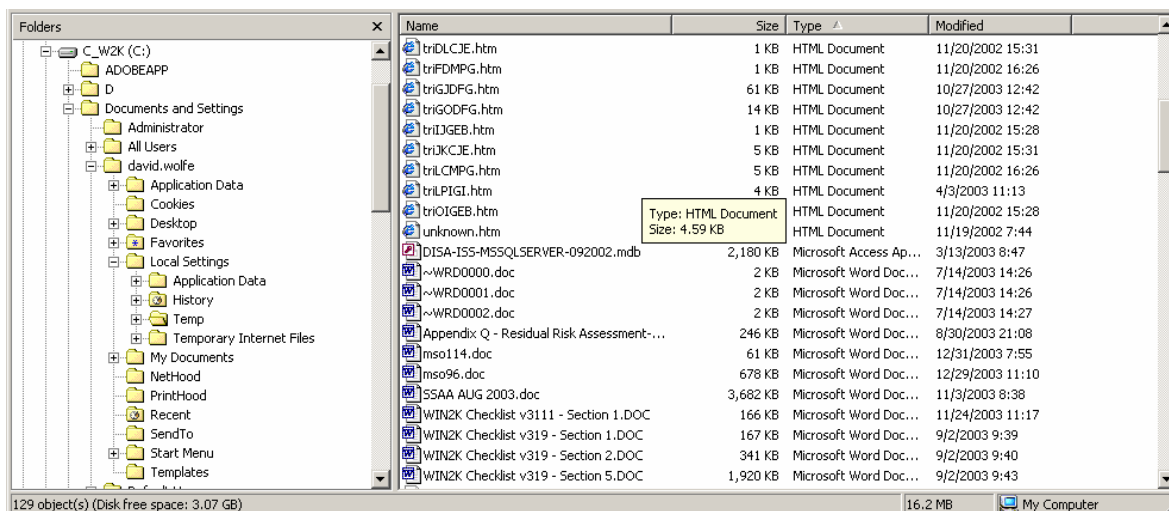 Folders
C_W2K (C:)
ADOBEAPP
D
Documents and Settings
Administrator
All Users
david.wolfe
Application Data
Cookies
Desktop
Favorites
Local Settings
Application Data
History
Temp
Temporary Internet Files
My Documents
NetHood
PrintHood
Recent
SendTo
Start Menu
Templates
Name Size Type Modified
triDLCJE.htm 1 KB HTML Document 11/20/2002 15:31
triFDMPG.htm 1 KB HTML Document 11/20/2002 16:26
triGJDFG.htm 61 KB HTML Document 10/27/2003 12:42
triGODFG.htm 14 KB HTML Document 10/27/2003 12:42
triIJGEB.htm 1 KB HTML Document 11/20/2002 15:28
triJKCJE.htm 5 KB HTML Document 11/20/2002 15:31
triLCMPG.htm 5 KB HTML Document 11/20/2002 16:26
triLPIGI.htm 4 KB HTML Document 4/3/2003 11:13
triOIGEB.htm HTML Document 11/20/2002 15:28
unknown.htm HTML Document 11/19/2002 7:44
Type: HTML Document
Size: 4.59 KB
DISA-ISS-MSSQLSERVER-092002.mdb 2,180 KB Microsoft Access Ap... 3/13/2003 8:47
~WRD0000.doc 2 KB Microsoft Word Doc... 7/14/2003 14:26
~WRD0001.doc 2 KB Microsoft Word Doc... 7/14/2003 14:26
~WRD0002.doc 2 KB Microsoft Word Doc... 7/14/2003 14:27
Appendix Q - Residual Risk Assessment-... 246 KB Microsoft Word Doc... 8/30/2003 21:08
mso114.doc 61 KB Microsoft Word Doc... 12/31/2003 7:55
mso96.doc 678 KB Microsoft Word Doc... 12/29/2003 11:10
SSAA AUG 2003.doc 3,682 KB Microsoft Word Doc... 11/3/2003 8:38
WIN2K Checklist v3111 - Section 1.DOC 166 KB Microsoft Word Doc... 11/24/2003 11:17
WIN2K Checklist v319 - Section 1.DOC 167 KB Microsoft Word Doc... 9/2/2003 9:39
WIN2K Checklist v319 - Section 2.DOC 341 KB Microsoft Word Doc... 9/2/2003 9:40
WIN2K Checklist v319 - Section 5.DOC 1,920 KB Microsoft Word Doc... 9/2/2003 9:43
129 object(s) (Disk free space: 3.07 GB) 16.2 MB My Computer